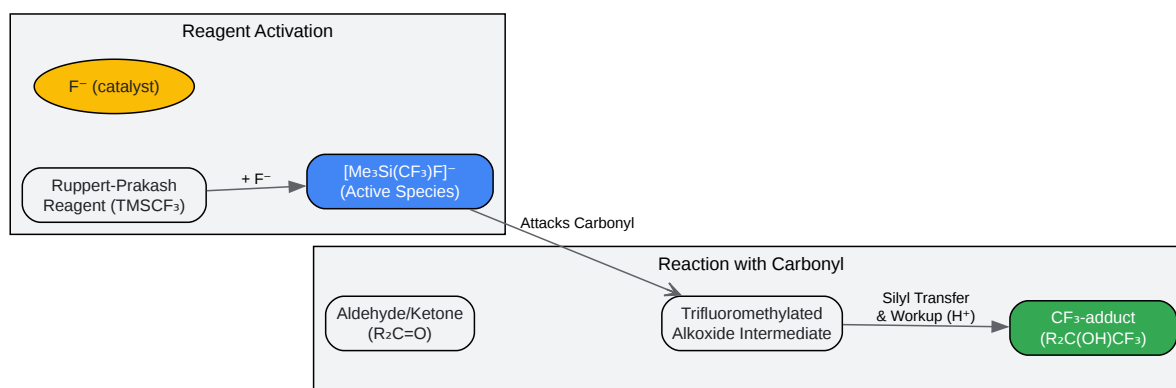 Reagent Activation
F⁻ (catalyst)
Ruppert-Prakash
Reagent (TMSCF₃)
+ F⁻
[Me₃Si(CF₃)F]⁻
(Active Species)
Attacks Carbonyl
Reaction with Carbonyl
Aldehyde/Ketone
(R₂C=O)
Trifluoromethylated
Alkoxide Intermediate
Silyl Transfer
& Workup (H⁺)
CF₃-adduct
(R₂C(OH)CF₃)